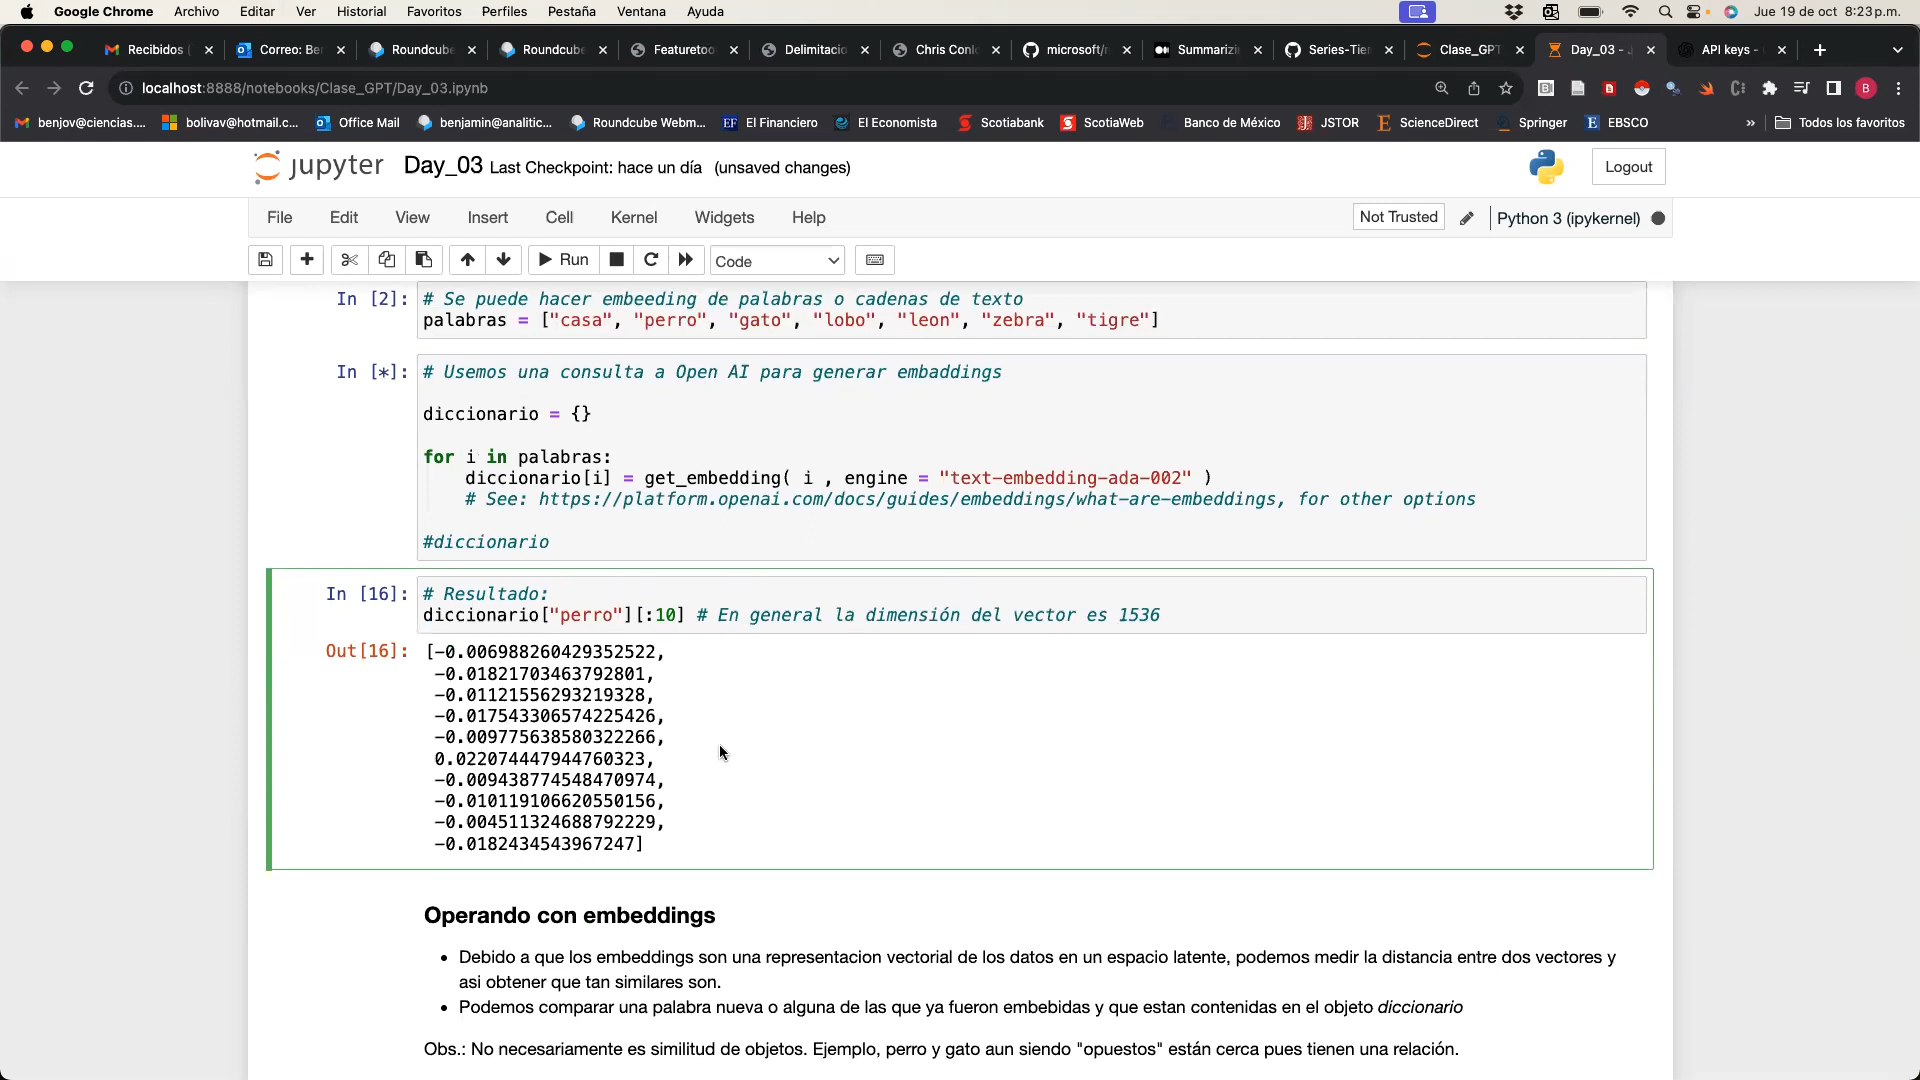 Google Chrome Archivo Editar Ver Historial Favoritos Perfiles Pestaña Ventana Ayuda Jue 19 de oct 8:23 p.m.
Recibidos ( Correo: Be Roundcube Roundcube Featuretoo Delimitacio Chris Conl microsoft/r Summarizi Series-Tie Clase_GPT Day_03 - API keys -
localhost:8888/notebooks/Clase_GPT/Day_03.ipynb B
benjov@ciencias.... bolivav@hotmail.c... Office Mail benjamin@analitic... Roundcube Webm... EF El Financiero El Economista Scotiabank ScotiaWeb Banco de México JSTOR ScienceDirect Springer E EBSCO » Todos los favoritos
jupyter Day_03 Last Checkpoint: hace un día (unsaved changes) Logout
File Edit View Insert Cell Kernel Widgets Help Not Trusted Python 3 (ipykernel)
Run Code
In [2]: # Se puede hacer embeeding de palabras o cadenas de texto
palabras = ["casa", "perro", "gato", "lobo", "leon", "zebra", "tigre"]
In [*]: # Usemos una consulta a Open AI para generar embaddings
diccionario = {}
for i in palabras:
diccionario[i] = get_embedding( i , engine = "text-embedding-ada-002" )
# See: https://platform.openai.com/docs/guides/embeddings/what-are-embeddings, for other options
#diccionario
In [16]: # Resultado:
diccionario["perro"][:10] # En general la dimensión del vector es 1536
Out[16]: [-0.006988260429352522,
-0.01821703463792801,
-0.01121556293219328,
-0.017543306574225426,
-0.009775638580322266,
0.022074447944760323,
-0.009438774548470974,
-0.010119106620550156,
-0.004511324688792229,
-0.0182434543967247]
Operando con embeddings
• Debido a que los embeddings son una representacion vectorial de los datos en un espacio latente, podemos medir la distancia entre dos vectores y
asi obtener que tan similares son.
• Podemos comparar una palabra nueva o alguna de las que ya fueron embebidas y que estan contenidas en el objeto diccionario
Obs.: No necesariamente es similitud de objetos. Ejemplo, perro y gato aun siendo "opuestos" están cerca pues tienen una relación.